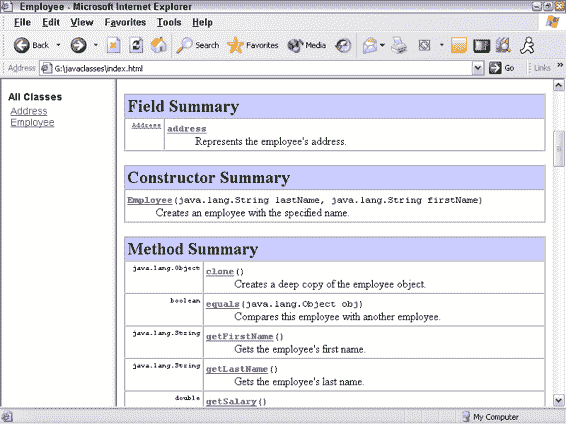 Employee - Microsoft Internet Explorer
File Edit View Favorites Tools Help
Back Search Favorites Media
Address G:\javaclasses\index.html Go Links »
All Classes
Address
Employee
Field Summary
Address address
Represents the employee's address.
Constructor Summary
Employee(java.lang.String lastName, java.lang.String firstName)
Creates an employee with the specified name.
Method Summary
java.lang.Object clone()
Creates a deep copy of the employee object.
boolean equals(java.lang.Object obj)
Compares this employee with another employee.
java.lang.String getFirstName()
Gets the employee's first name.
java.lang.String getLastName()
Gets the employee's last name.
double getSalary()
My Computer